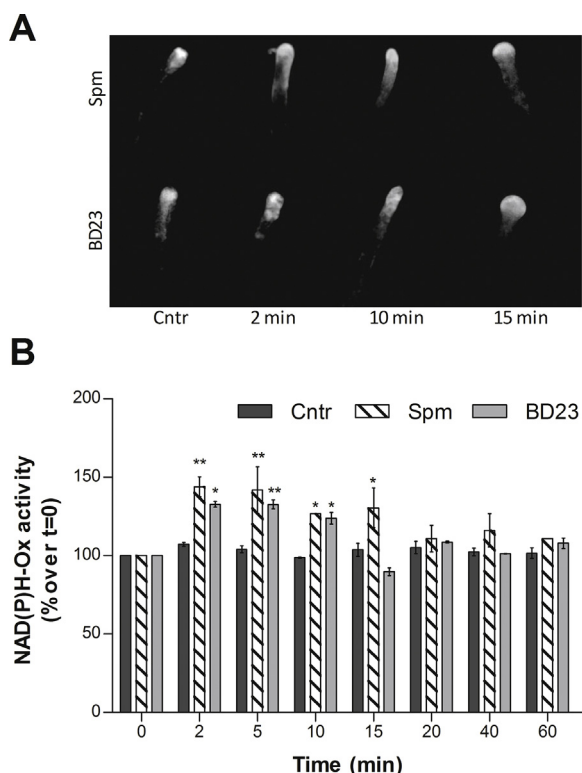 A
Spm
BD23
Cntr 2 min 10 min 15 min
B
NAD(P)H-Ox activity
(% over t=0)
200
150
100
50
0
Cntr Spm BD23
** *
** **
* *
*
0 2 5 10 15 20 40 60
Time (min)